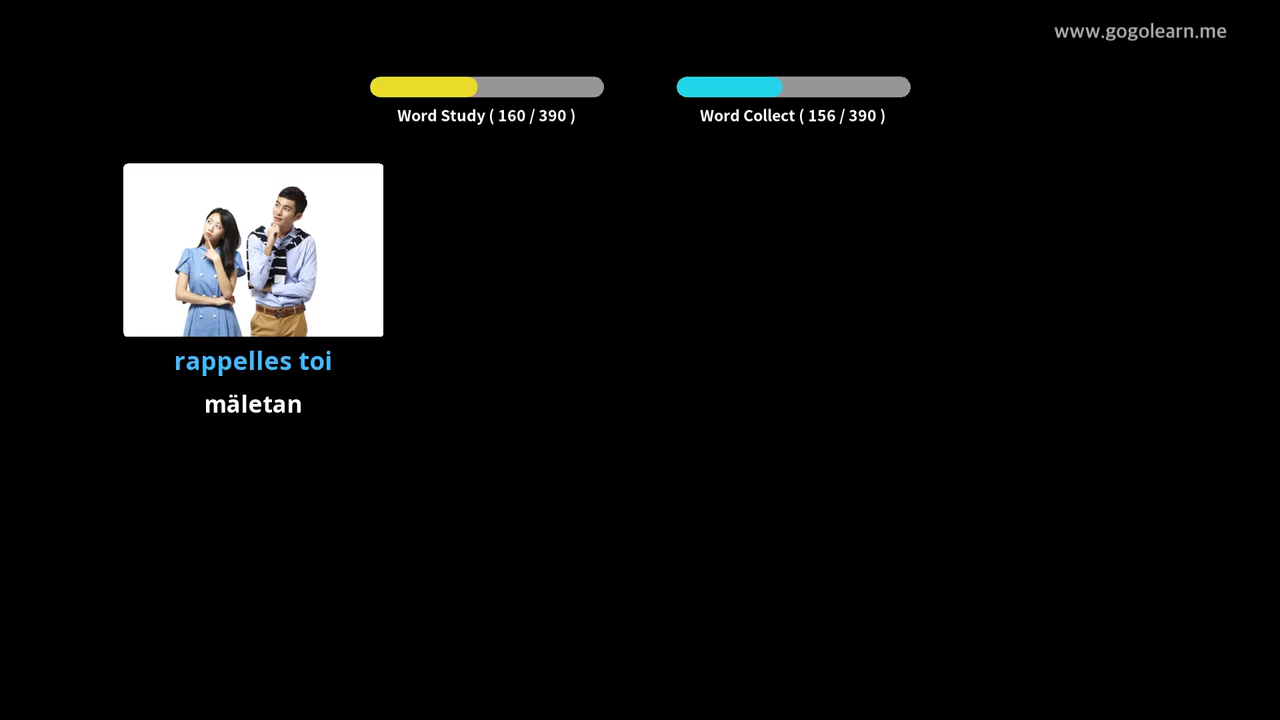 www.gogolearn.me
Word Study ( 160 / 390 )
Word Collect ( 156 / 390 )
rappelles toi
mäletan